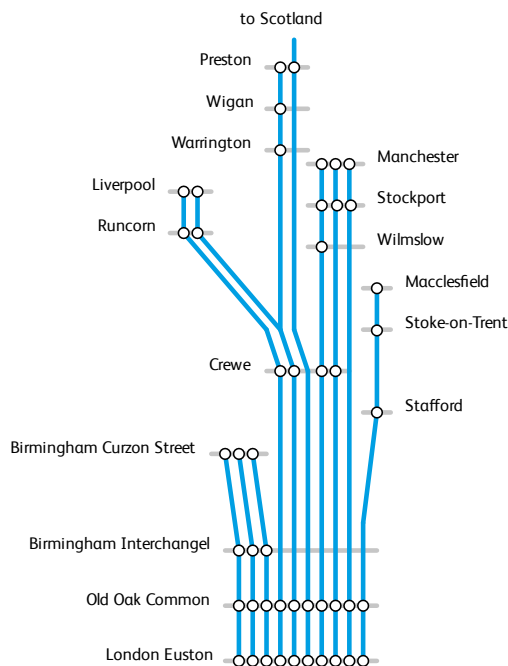 to Scotland
Preston
Wigan
Warrington
Manchester
Liverpool
Stockport
Runcorn
Wilmslow
Macclesfield
Stoke-on-Trent
Crewe
Stafford
Birmingham Curzon Street
Birmingham Interchangel
Old Oak Common
London Euston